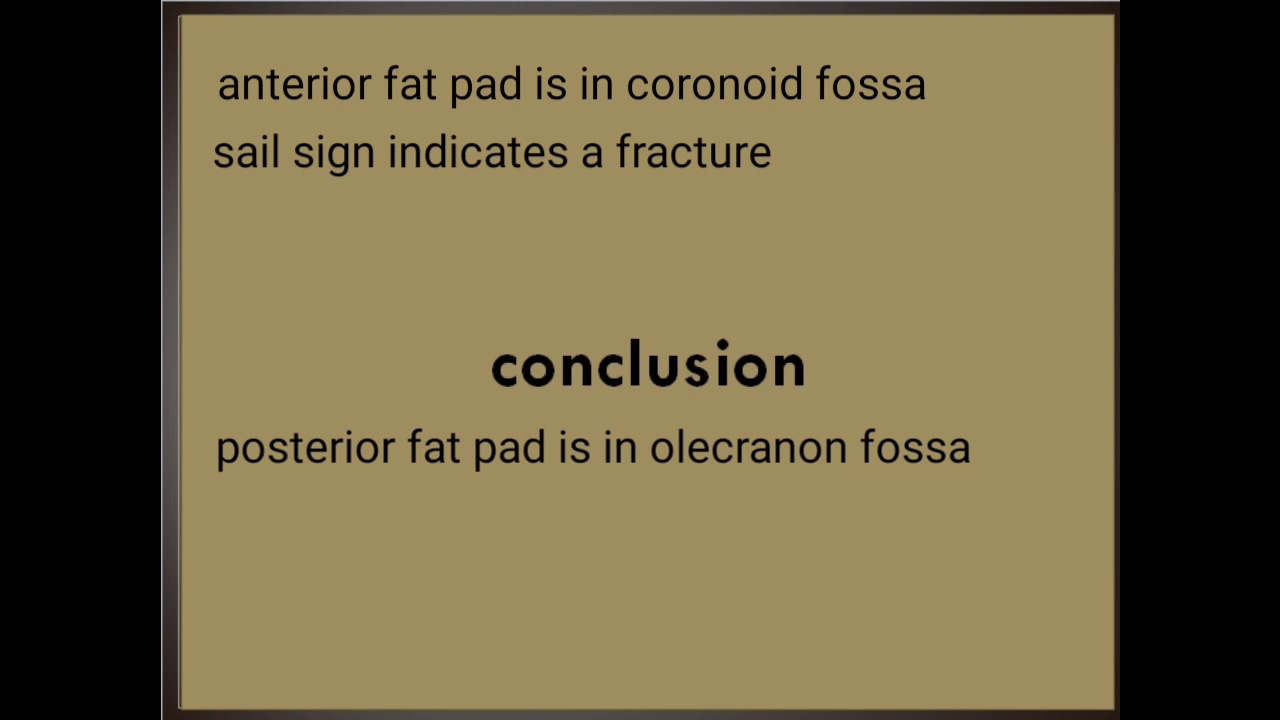 anterior fat pad is in coronoid fossa
sail sign indicates a fracture
conclusion
posterior fat pad is in olecranon fossa